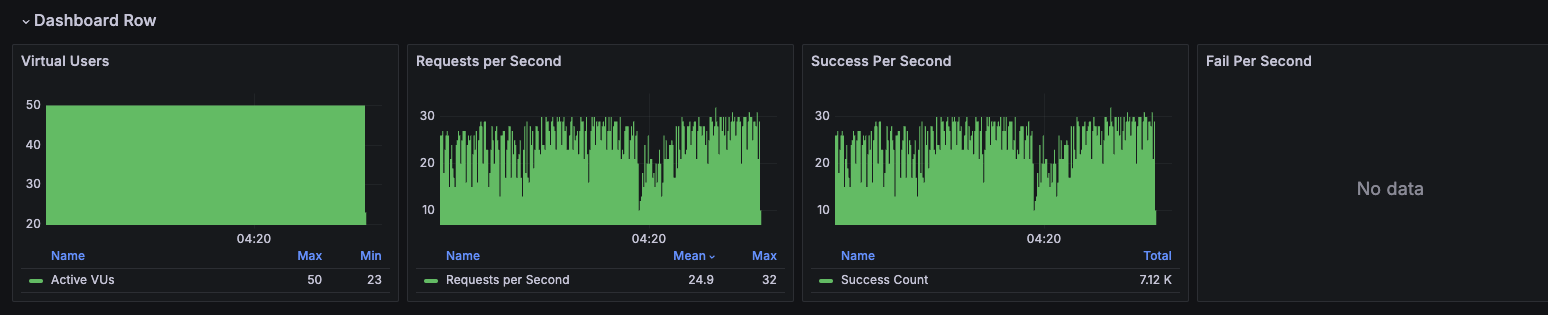 Dashboard Row
Virtual Users
50
40
30
20
04:20
Name Max Min
Active VUs 50 23
Requests per Second
30
20
10
04:20
Name Mean Max
Requests per Second 24.9 32
Success Per Second
30
20
10
04:20
Name Total
Success Count 7.12 K
Fail Per Second
No data